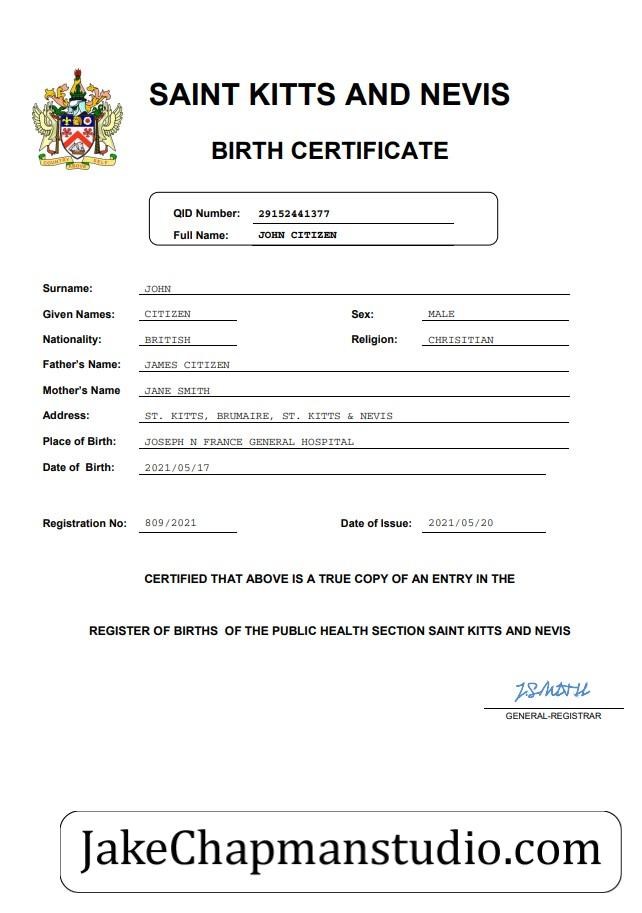 SAINT KITTS AND NEVIS
BIRTH CERTIFICATE
QID Number: 29152441377
Full Name: JOHN CITIZEN
Surname: JOHN
Given Names: CITIZEN Sex: MALE
Nationality: BRITISH Religion: CHRISITIAN
Father's Name: JAMES CITIZEN
Mother's Name JANE SMITH
Address: ST. KITTS, BRUMAIRE, ST. KITTS & NEVIS
Place of Birth: JOSEPH N FRANCE GENERAL HOSPITAL
Date of Birth: 2021/05/17
Registration No: 809/2021 Date of Issue: 2021/05/20
CERTIFIED THAT ABOVE IS A TRUE COPY OF AN ENTRY IN THE
REGISTER OF BIRTHS OF THE PUBLIC HEALTH SECTION SAINT KITTS AND NEVIS
GENERAL-REGISTRAR
JakeChapmanstudio.com